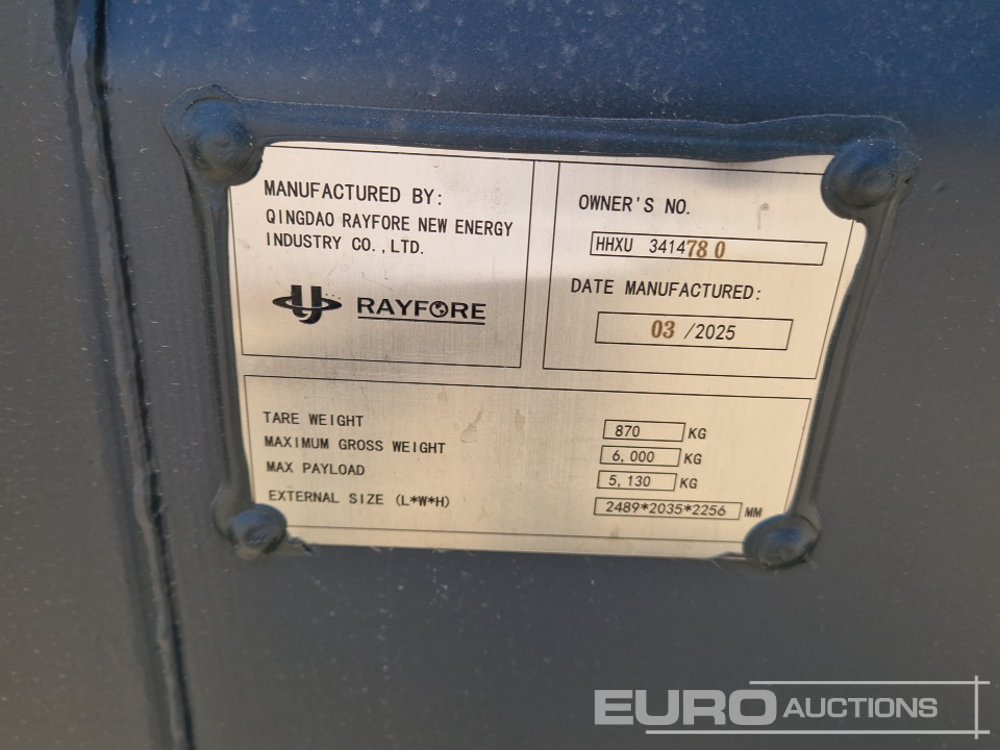 MANUFACTURED BY:
QINGDAO RAYFORE NEW ENERGY
INDUSTRY CO.,LTD.
RAYFORE
OWNER'S NO.
HHXU 3414780
DATE MANUFACTURED:
03 /2025
TARE WEIGHT 870 KG
MAXIMUM GROSS WEIGHT 6,000 KG
MAX PAYLOAD 5,130 KG
EXTERNAL SIZE (L*W*H) 2489*2035*2256 MM
EURO AUCTIONS